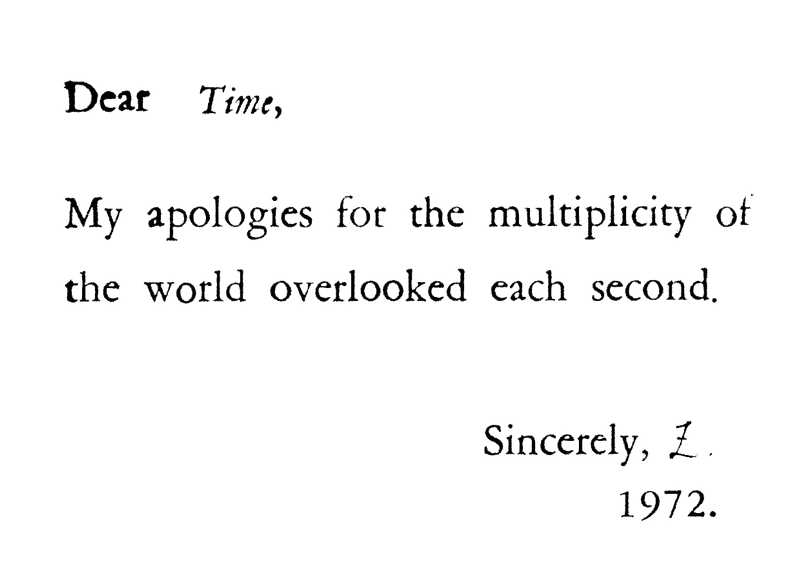 Dear Time,
My apologies for the multiplicity of
the world overlooked each second.
Sincerely, Ɀ.
1972.